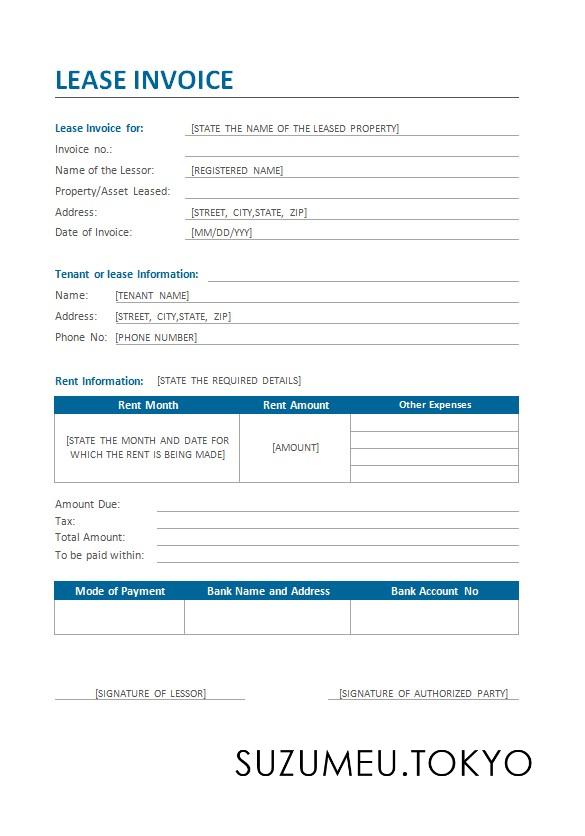 LEASE INVOICE
Lease Invoice for: [STATE THE NAME OF THE LEASED PROPERTY]
Invoice no.:
Name of the Lessor: [REGISTERED NAME]
Property/Asset Leased:
Address: [STREET, CITY,STATE, ZIP]
Date of Invoice: [MM/DD/YYY]
Tenant or lease Information:
Name: [TENANT NAME]
Address: [STREET, CITY,STATE, ZIP]
Phone No: [PHONE NUMBER]
Rent Information: [STATE THE REQUIRED DETAILS]
Rent Month Rent Amount Other Expenses
[STATE THE MONTH AND DATE FOR
WHICH THE RENT IS BEING MADE] [AMOUNT]
Amount Due:
Tax:
Total Amount:
To be paid within:
Mode of Payment Bank Name and Address Bank Account No
[SIGNATURE OF LESSOR] [SIGNATURE OF AUTHORIZED PARTY]
SUZUMEU.TOKYO